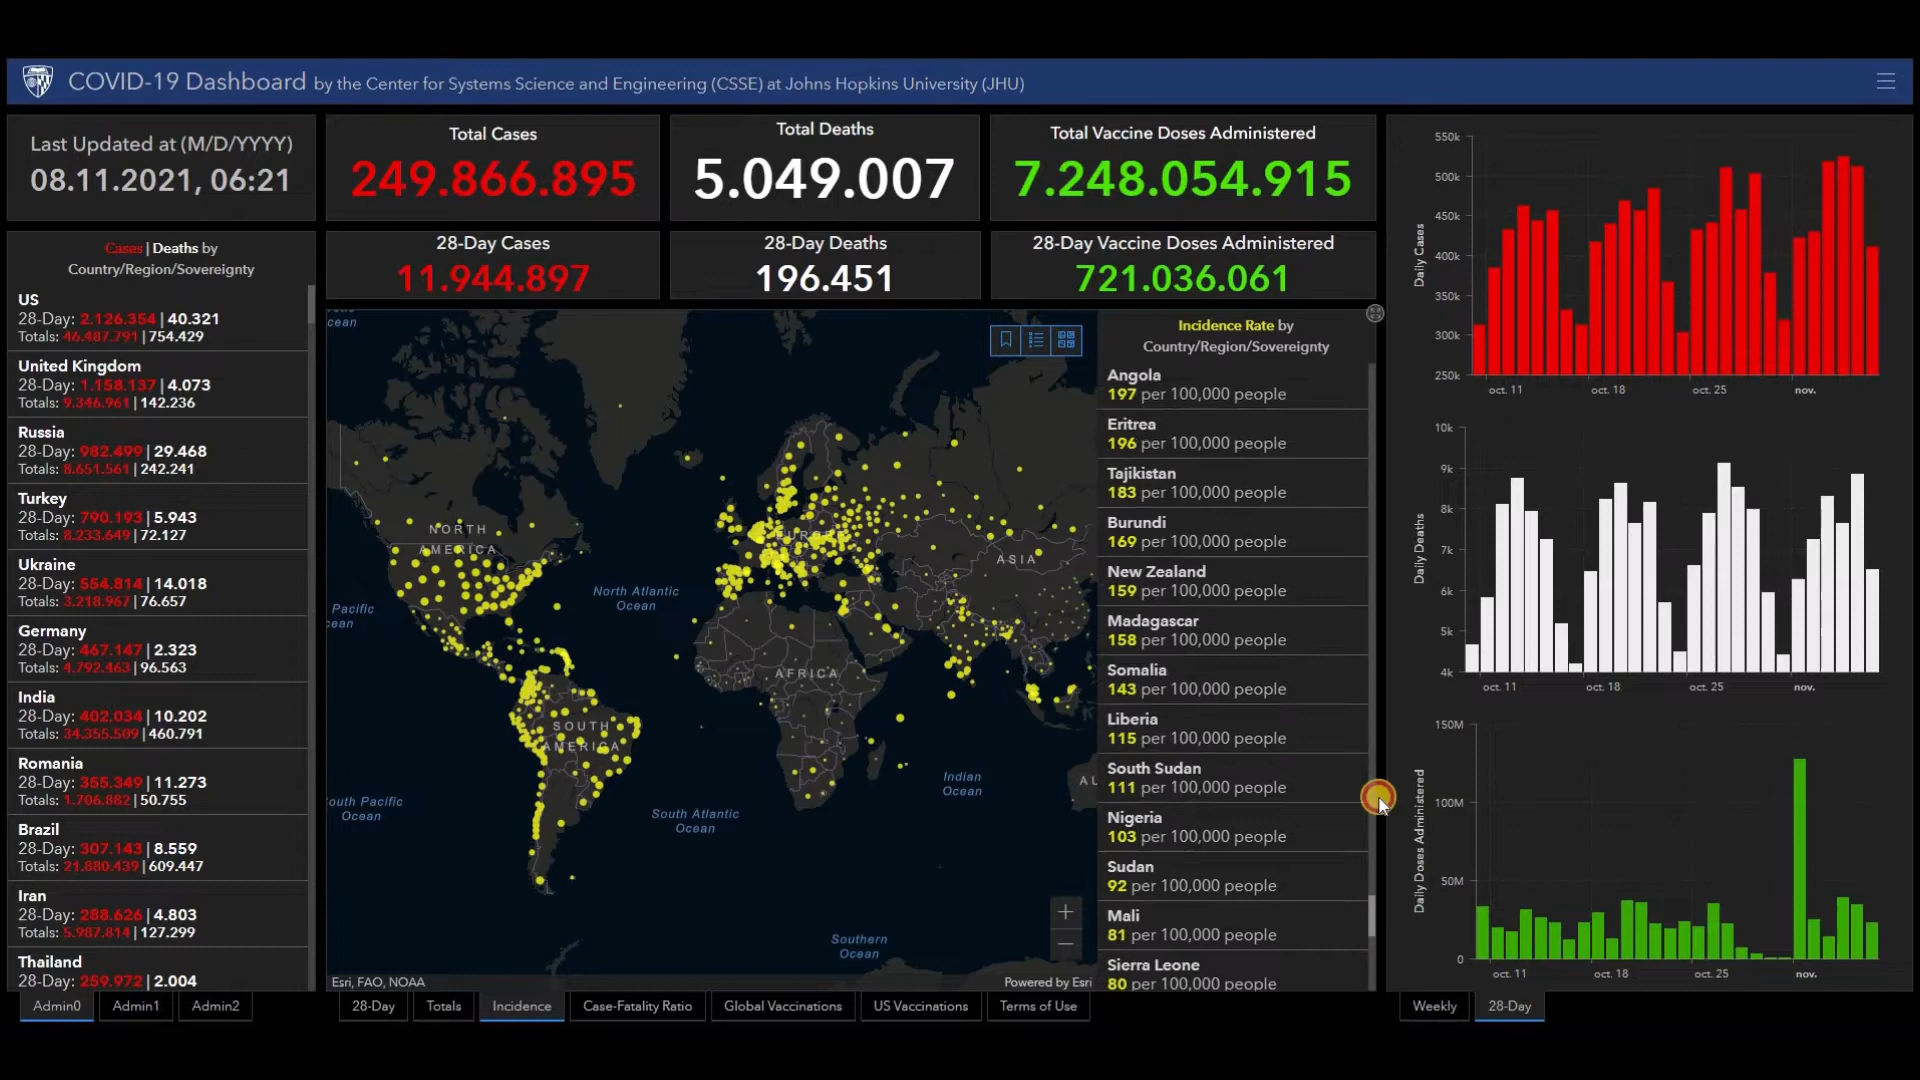 COVID-19 Dashboard by the Center for Systems Science and Engineering (CSSE) at Johns Hopkins University (JHU)
Last Updated at (M/D/YYYY)
08.11.2021, 06:21
Total Cases
249.866.895
Total Deaths
5.049.007
Total Vaccine Doses Administered
7.248.054.915
28-Day Cases
11.944.897
28-Day Deaths
196.451
28-Day Vaccine Doses Administered
721.036.061
Cases | Deaths by
Country/Region/Sovereignty
US
28-Day: 2.126.354 | 40.321
Totals: 46.487.791 | 754.429
United Kingdom
28-Day: 1.158.137 | 4.073
Totals: 9.346.961 | 142.236
Russia
28-Day: 982.499 | 29.468
Totals: 8.651.561 | 242.241
Turkey
28-Day: 790.193 | 5.943
Totals: 8.233.649 | 72.127
Ukraine
28-Day: 554.814 | 14.018
Totals: 3.218.967 | 76.657
Germany
28-Day: 467.147 | 2.323
Totals: 4.792.463 | 96.563
India
28-Day: 402.034 | 10.202
Totals: 34.355.509 | 460.791
Romania
28-Day: 355.349 | 11.273
Totals: 1.706.882 | 50.755
Brazil
28-Day: 307.143 | 8.559
Totals: 21.880.439 | 609.447
Iran
28-Day: 288.626 | 4.803
Totals: 5.987.814 | 127.299
Thailand
28-Day: 259.972 | 2.004
Admin0
Admin1
Admin2
cean
NORTH
AMERICA
EUROPE
ASIA
North Atlantic
Ocean
Pacific
cean
AFRICA
SOUTH
AMERICA
outh Pacific
Ocean
South Atlantic
Ocean
Indian
Ocean
AU
Southern
Ocean
+
−
Esri, FAO, NOAA
Powered by Esri
Incidence Rate by
Country/Region/Sovereignty
Angola
197 per 100,000 people
Eritrea
196 per 100,000 people
Tajikistan
183 per 100,000 people
Burundi
169 per 100,000 people
New Zealand
159 per 100,000 people
Madagascar
158 per 100,000 people
Somalia
143 per 100,000 people
Liberia
115 per 100,000 people
South Sudan
111 per 100,000 people
Nigeria
103 per 100,000 people
Sudan
92 per 100,000 people
Mali
81 per 100,000 people
Sierra Leone
80 per 100,000 people
28-Day
Totals
Incidence
Case-Fatality Ratio
Global Vaccinations
US Vaccinations
Terms of Use
Daily Cases
550k
500k
450k
400k
350k
300k
250k
oct. 11
oct. 18
oct. 25
nov.
Daily Deaths
10k
9k
8k
7k
6k
5k
4k
oct. 11
oct. 18
oct. 25
nov.
Daily Doses Administered
150M
100M
50M
0
oct. 11
oct. 18
oct. 25
nov.
Weekly
28-Day